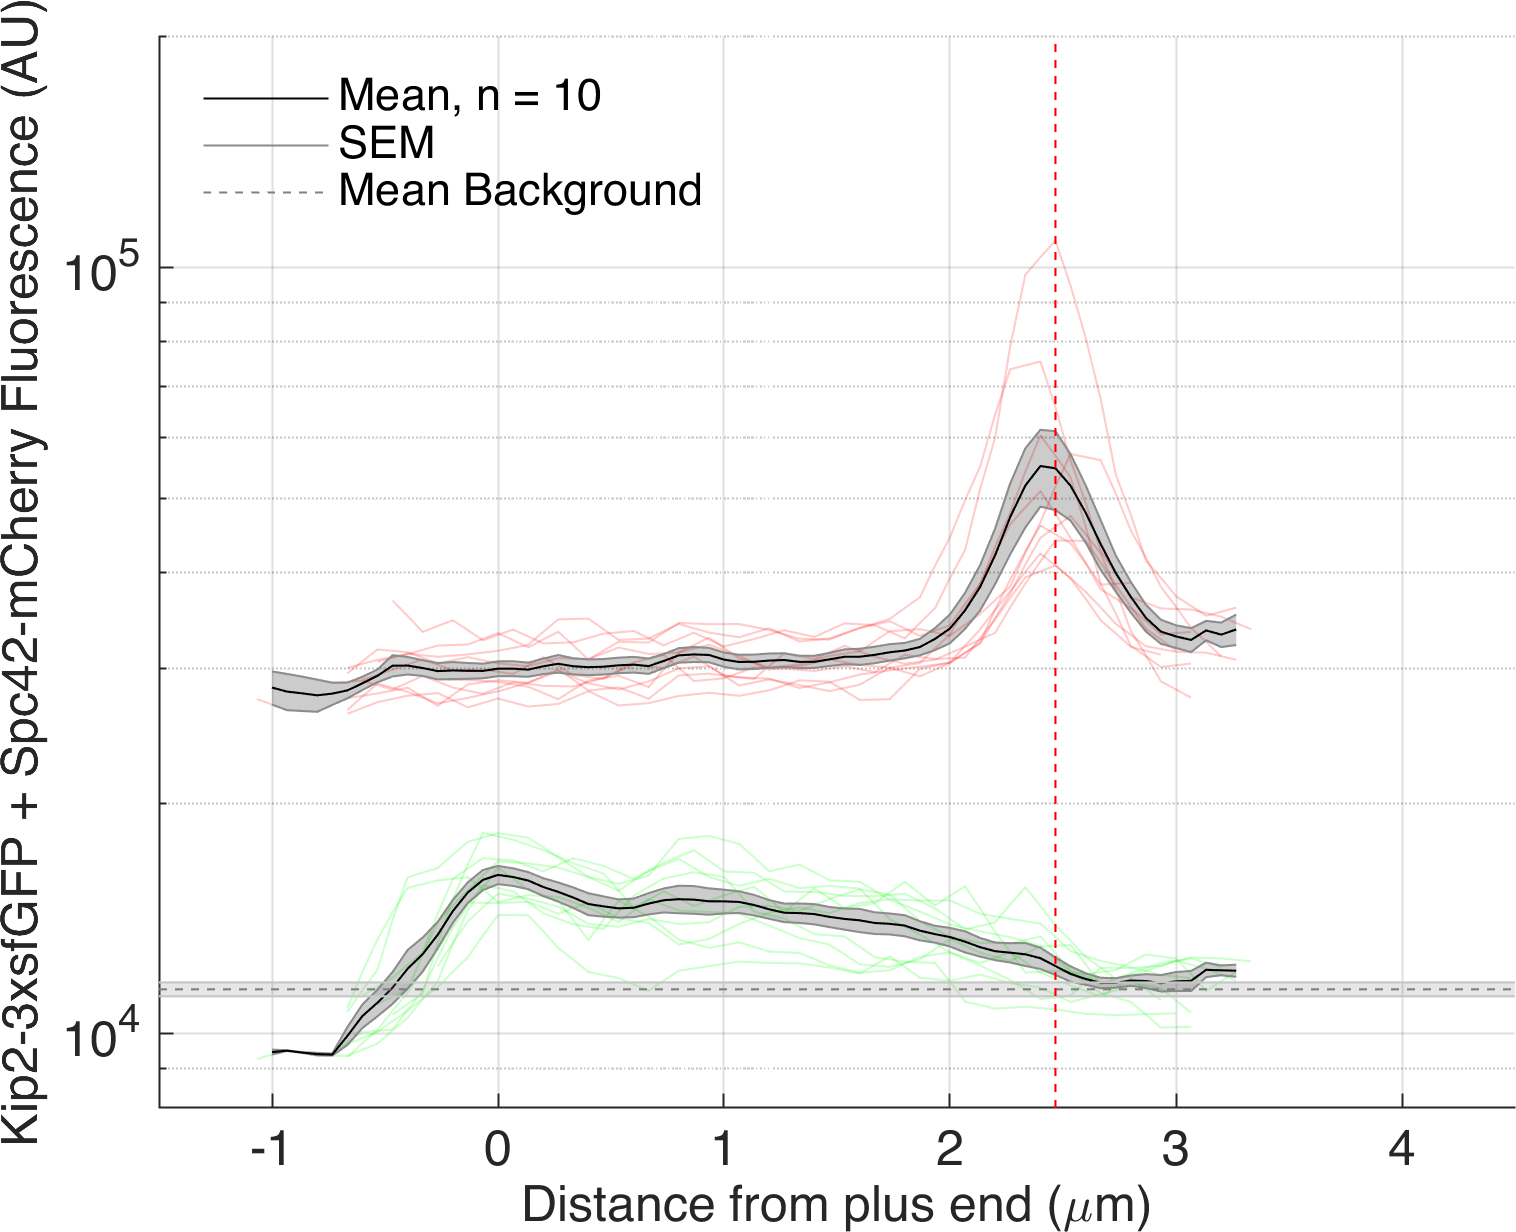 Kip2-3xsfGFP + Spc42-mCherry Fluorescence (AU)
Mean, n = 10
SEM
Mean Background
10^5
10^4
-1 0 1 2 3 4
Distance from plus end (μm)